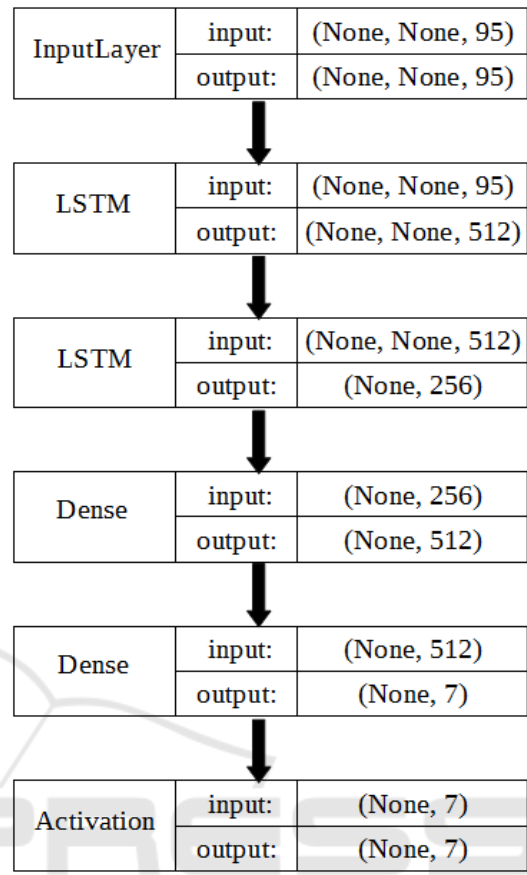 InputLayer
input: (None, None, 95)
output: (None, None, 95)
LSTM
input: (None, None, 95)
output: (None, None, 512)
LSTM
input: (None, None, 512)
output: (None, 256)
Dense
input: (None, 256)
output: (None, 512)
Dense
input: (None, 512)
output: (None, 7)
Activation
input: (None, 7)
output: (None, 7)
PRESS